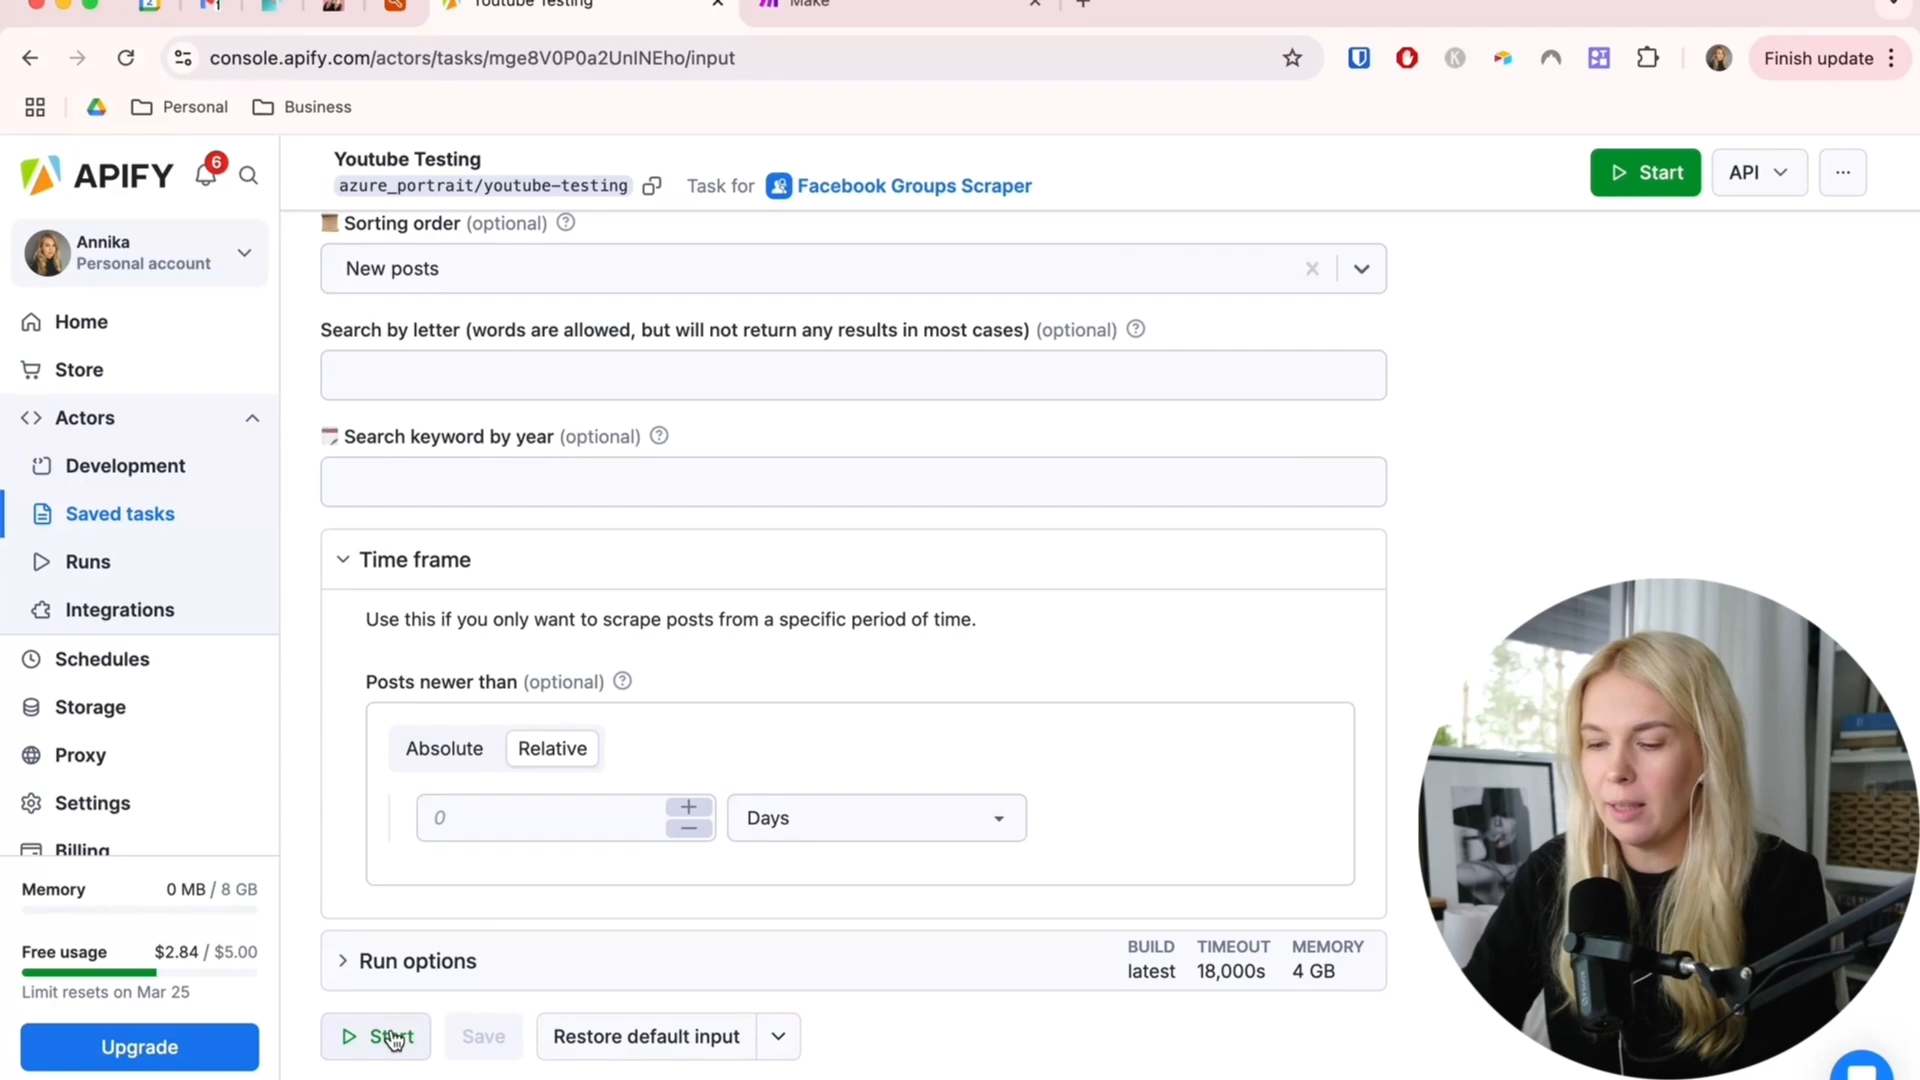 Youtube Testing
Make
console.apify.com/actors/tasks/mge8V0P0a2UnlNEho/input
Finish update
Personal
Business
APIFY
6
Youtube Testing
azure_portrait/youtube-testing
Task for Facebook Groups Scraper
Start
API
Annika
Personal account
Home
Store
Actors
Development
Saved tasks
Runs
Integrations
Schedules
Storage
Proxy
Settings
Billing
Memory 0 MB / 8 GB
Free usage $2.84 / $5.00
Limit resets on Mar 25
Upgrade
Sorting order (optional)
New posts
Search by letter (words are allowed, but will not return any results in most cases) (optional)
Search keyword by year (optional)
Time frame
Use this if you only want to scrape posts from a specific period of time.
Posts newer than (optional)
Absolute Relative
0 Days
Run options
BUILD TIMEOUT MEMORY
latest 18,000s 4 GB
Start Save Restore default input